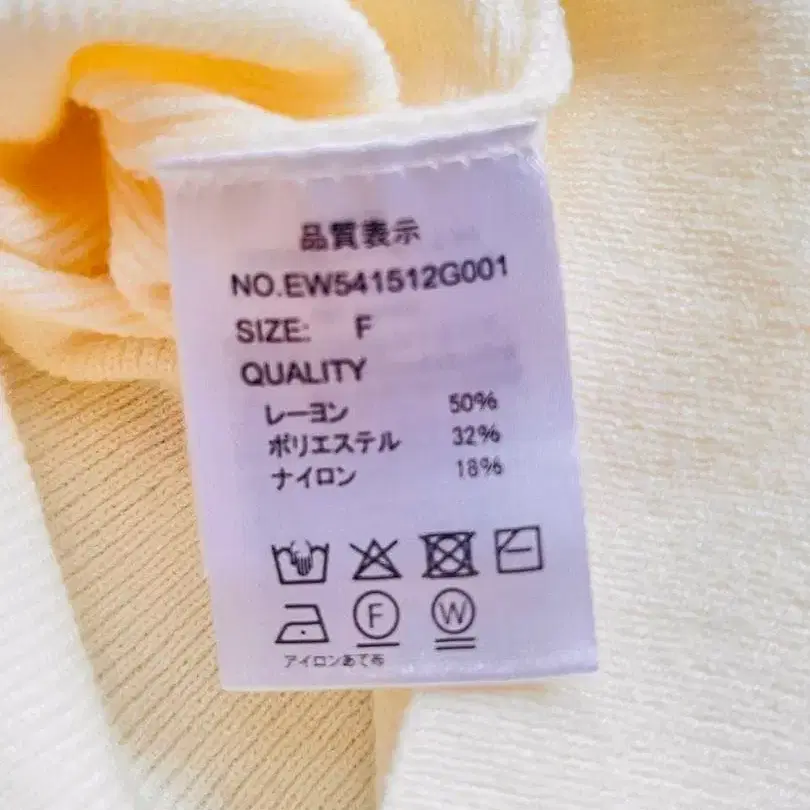 品質表示
NO.EW541512G001
SIZE: F
QUALITY
レーヨン 50%
ポリエステル 32%
ナイロン 18%
F W
アイロンあて布